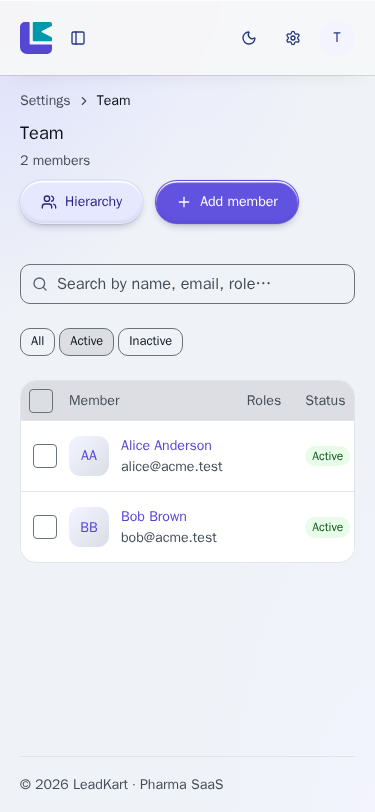 T
Settings > Team
Team
2 members
Hierarchy
+ Add member
Search by name, email, role···
All Active Inactive
Member Roles Status
AA Alice Anderson Active
alice@acme.test
BB Bob Brown Active
bob@acme.test
© 2026 LeadKart · Pharma SaaS